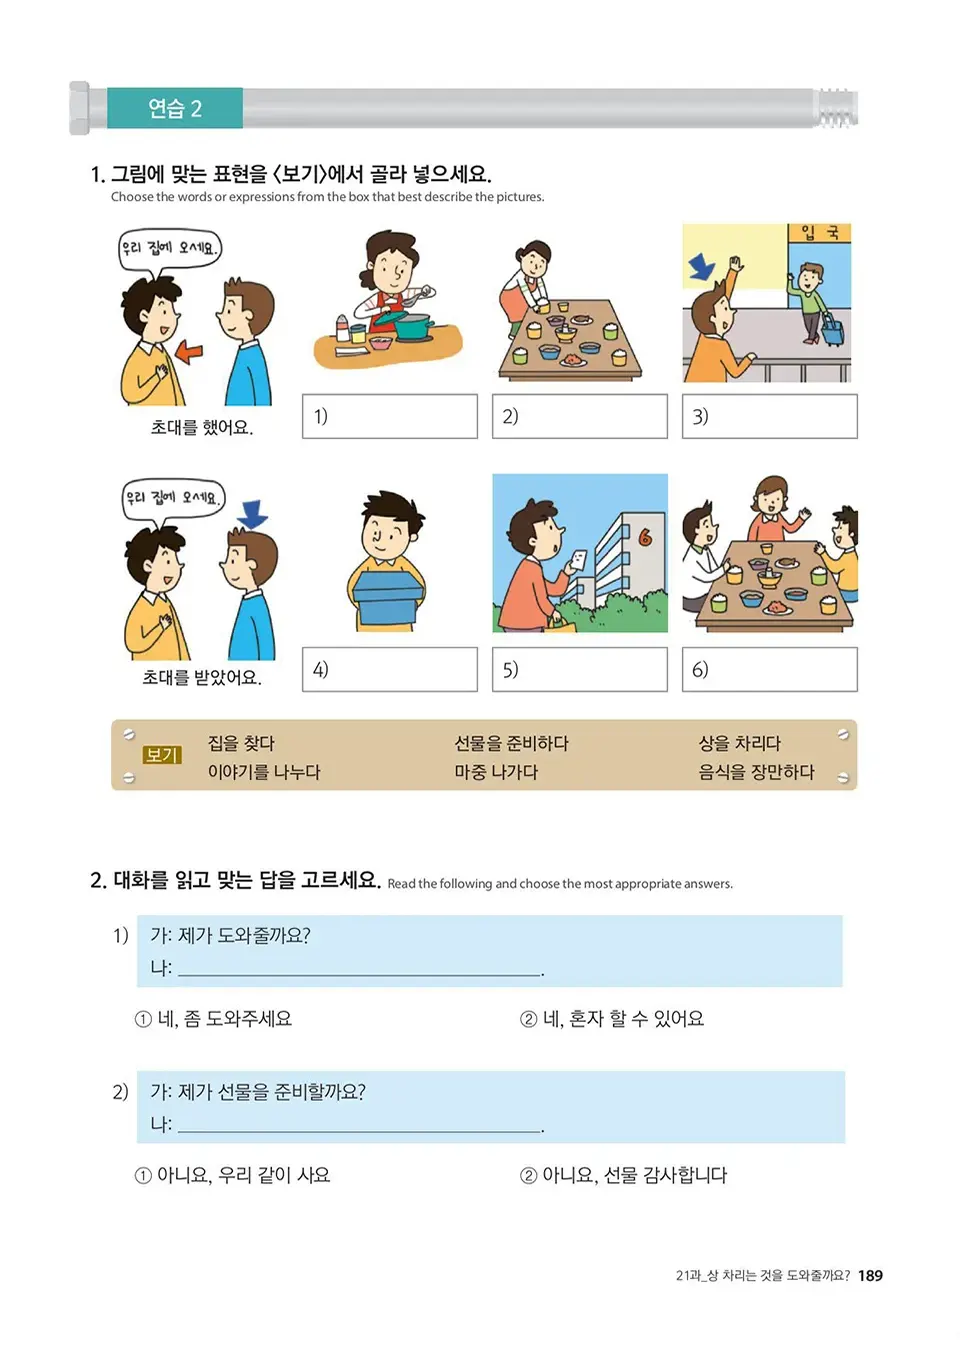 연습 2
1. 그림에 맞는 표현을 <보기>에서 골라 넣으세요.
Choose the words or expressions from the box that best describe the pictures.
우리 집에 오세요.
입국
초대를 했어요.
1)
2)
3)
우리 집에 오세요.
6
초대를 받았어요.
4)
5)
6)
보기
집을 찾다 선물을 준비하다 상을 차리다
이야기를 나누다 마중 나가다 음식을 장만하다
2. 대화를 읽고 맞는 답을 고르세요. Read the following and choose the most appropriate answers.
1) 가: 제가 도와줄까요?
나: ________________________________.
① 네, 좀 도와주세요 ② 네, 혼자 할 수 있어요
2) 가: 제가 선물을 준비할까요?
나: ________________________________.
① 아니요, 우리 같이 사요 ② 아니요, 선물 감사합니다
21과_상 차리는 것을 도와줄까요? 189